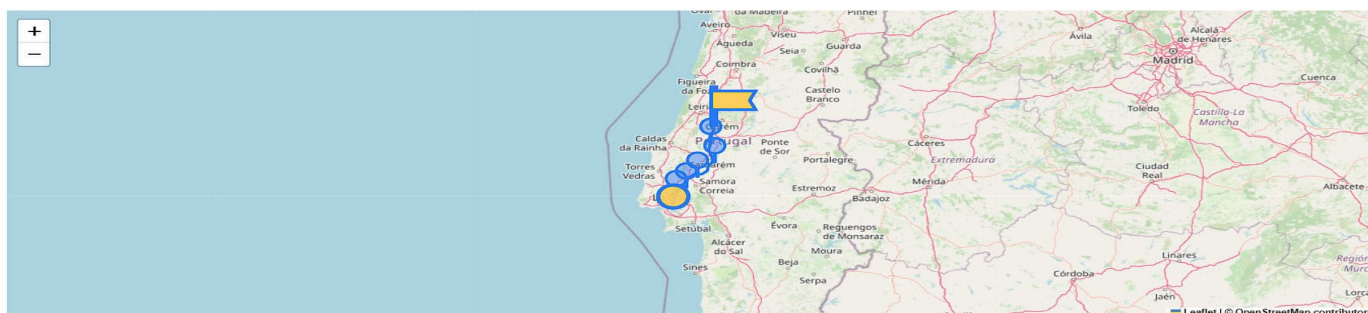 +
−
Aveiro
da Madeira
Pinhel
Viseu
Águeda
Seia
Guarda
Coimbra
Covilhã
Figueira
da Foz
Castelo
Branco
Leiria
Caldas
da Rainha
Portugal
Ponte
de Sor
Torres
Vedras
Portalegre
Samora
Correia
Estremoz
Badajoz
Setúbal
Évora
Reguengos
de Monsaraz
Alcácer
do Sal
Moura
Beja
Sines
Serpa
Ávila
Alcalá
de Henares
Madrid
Cuenca
Toledo
Castilla-La
Mancha
Cáceres
Extremadura
Ciudad
Real
Mérida
Albacete
Linares
Córdoba
Jaén
Leaflet | © OpenStreetMap contributor